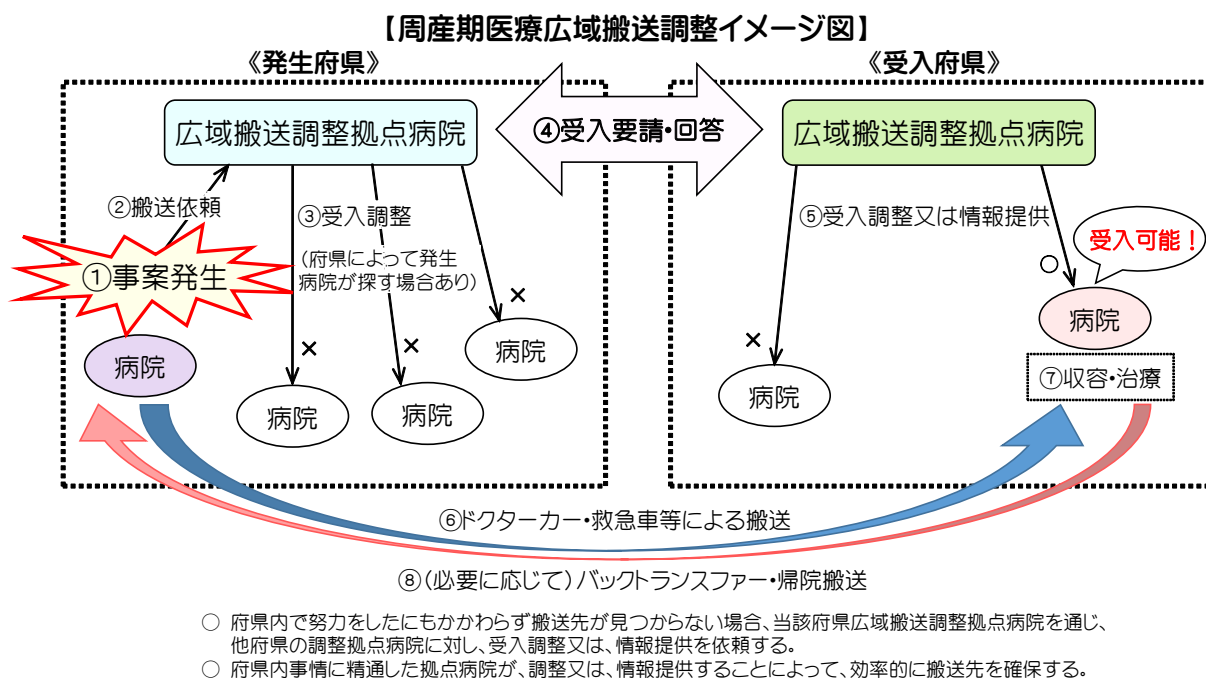 【周産期医療広域搬送調整イメージ図】
《発生府県》
《受入府県》
広域搬送調整拠点病院
④受入要請・回答
広域搬送調整拠点病院
②搬送依頼
③受入調整
(府県によって発生
病院が探す場合あり)
①事案発生
病院
×
病院
×
病院
×
病院
⑤受入調整又は情報提供
受入可能！
○
病院
×
病院
⑦収容・治療
⑥ドクターカー・救急車等による搬送
⑧(必要に応じて)バックトランスファー・帰院搬送
○ 府県内で努力をしたにもかかわらず搬送先が見つからない場合、当該府県広域搬送調整拠点病院を通じ、
他府県の調整拠点病院に対し、受入調整又は、情報提供を依頼する。
○ 府県内事情に精通した拠点病院が、調整又は、情報提供することによって、効率的に搬送先を確保する。